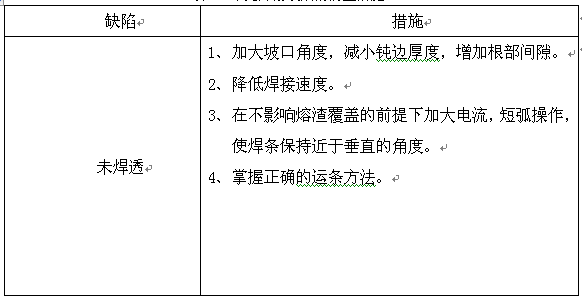 缺陷
措施
未焊透
1、加大坡口角度，减小钝边厚度，增加根部间隙。
2、降低焊接速度。
3、在不影响熔渣覆盖的前提下加大电流，短弧操作，
使焊条保持近于垂直的角度。
4、掌握正确的运条方法。